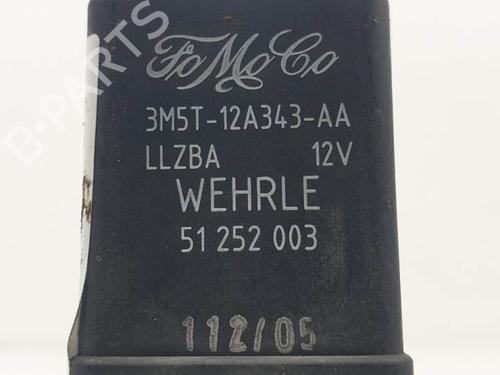 B-PARTS
FoMoCo
3M5T-12A343-AA
LLZBA 12V
WEHRLE
51 252 003
112/05